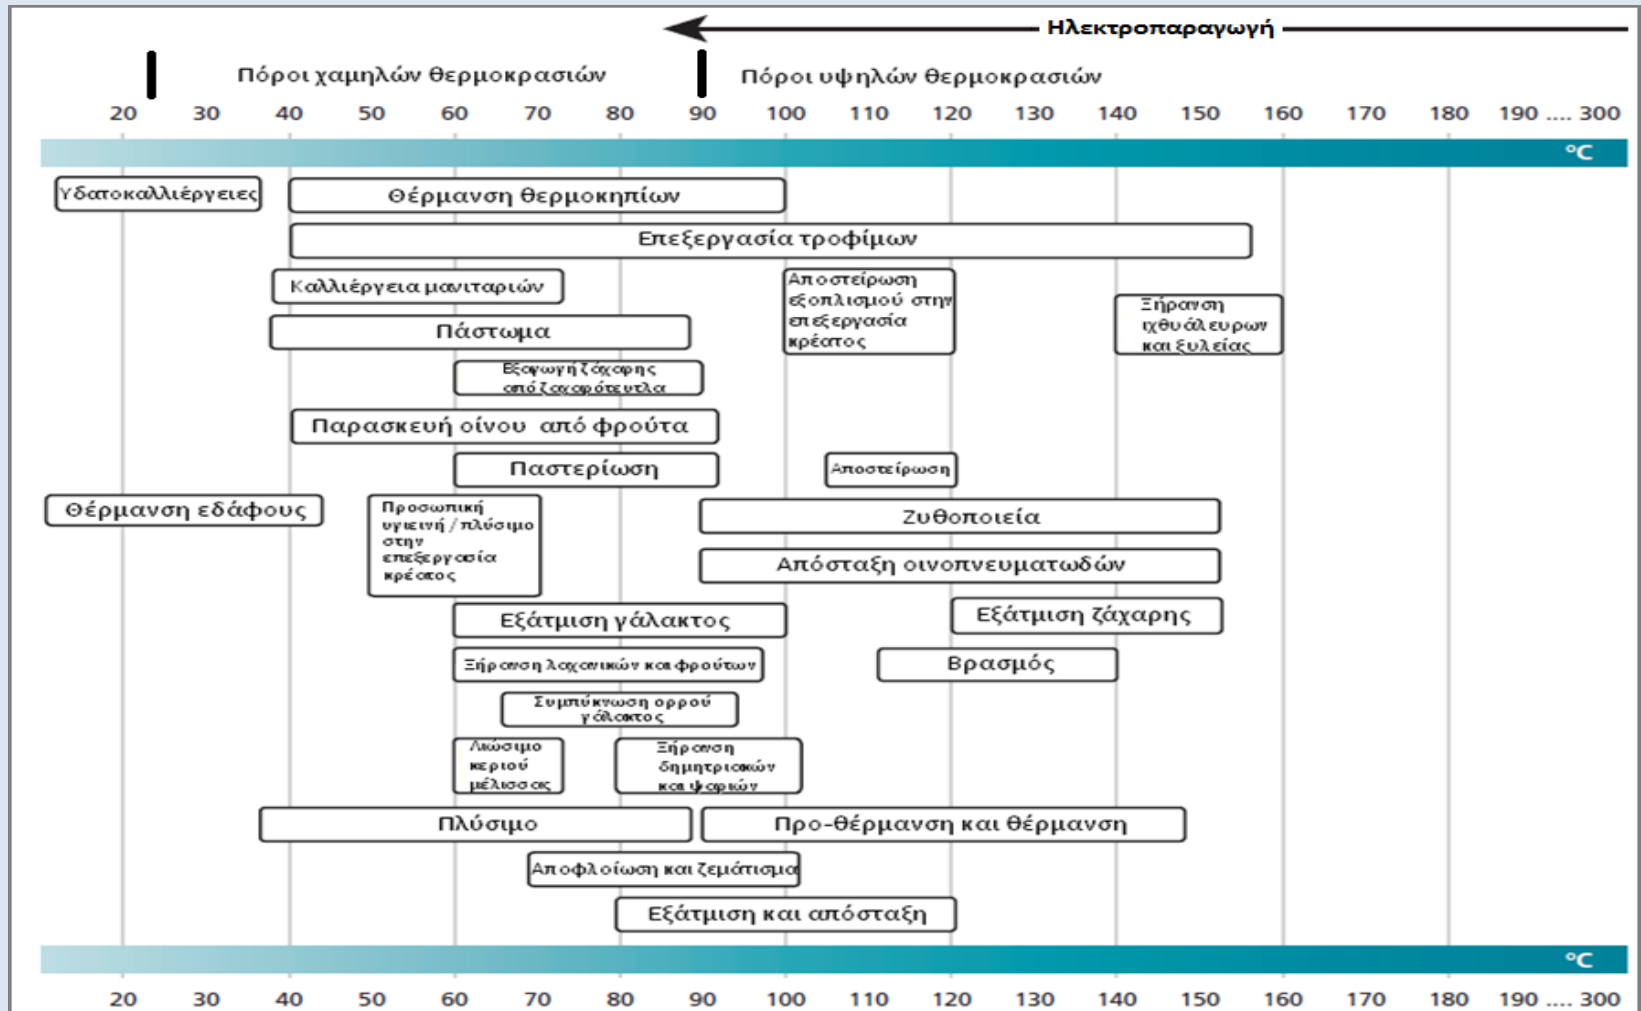 Ηλεκτροπαραγωγή
Πόροι χαμηλών θερμοκρασιών
Πόροι υψηλών θερμοκρασιών
20 30 40 50 60 70 80 90 100 110 120 130 140 150 160 170 180 190 .... 300
°C
Υδατοκαλλιέργειες
Θέρμανση θερμοκηπίων
Επεξεργασία τροφίμων
Καλλιέργεια μανιταριών
Αποστείρωση
εξοπλισμού στην
επεξεργασία
κρέατος
Ξήρανση
ιχθυάλευρων
και ξυλείας
Πάστωμα
Εξαγωγή ζάχαρης
από ζαχαρότευτλα
Παρασκευή οίνου από φρούτα
Παστερίωση
Αποστείρωση
Θέρμανση εδάφους
Προσωπική
υγιεινή / πλύσιμο
στην
επεξεργασία
κρέατος
Ζυθοποιεία
Απόσταξη οινοπνευματωδών
Εξάτμιση γάλακτος
Εξάτμιση ζάχαρης
Ξήρανση λαχανικών και φρούτων
Βρασμός
Συμπύκνωση ορρού
γάλακτος
Λιώσιμο
κεριού
μέλισσας
Ξήρανση
δημητριακών
και ψαριών
Πλύσιμο
Προ-θέρμανση και θέρμανση
Αποφλοίωση και ζεμάτισμα
Εξάτμιση και απόσταξη
°C
20 30 40 50 60 70 80 90 100 110 120 130 140 150 160 170 180 190 .... 300